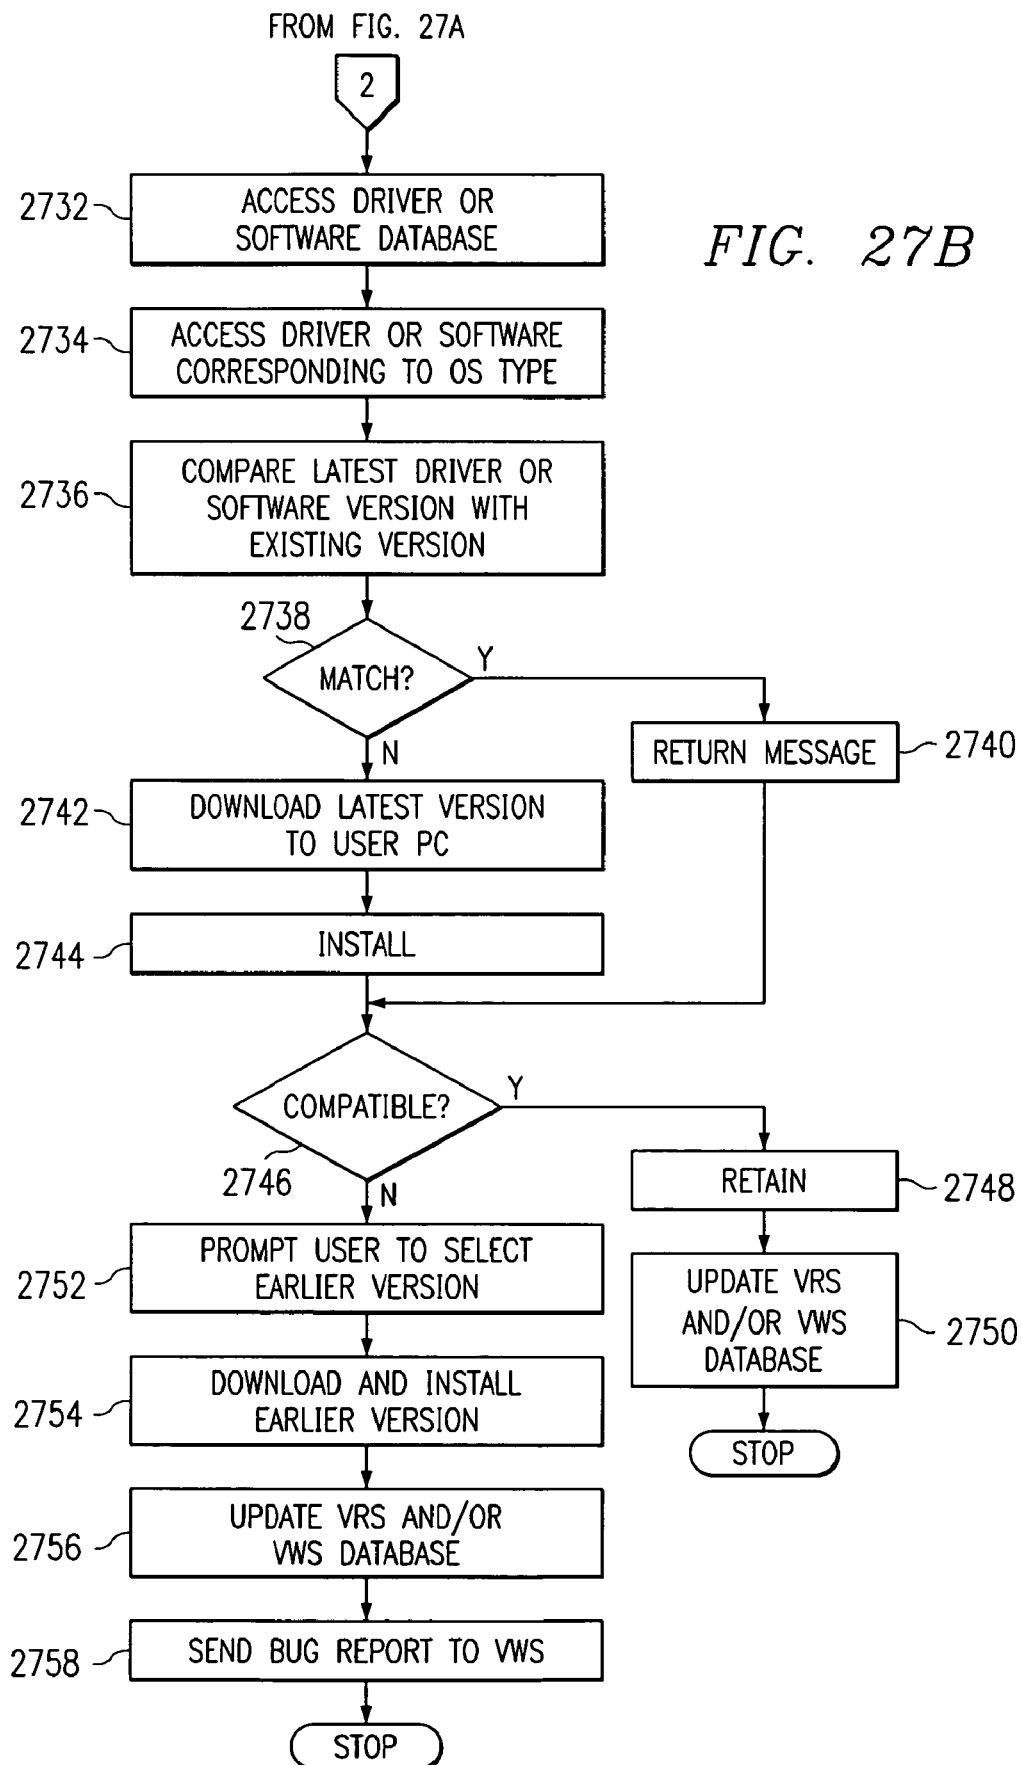 FROM FIG. 27A
2
2732
ACCESS DRIVER OR
SOFTWARE DATABASE
FIG. 27B
2734
ACCESS DRIVER OR SOFTWARE
CORRESPONDING TO OS TYPE
2736
COMPARE LATEST DRIVER OR
SOFTWARE VERSION WITH
EXISTING VERSION
2738
MATCH?
Y
N
RETURN MESSAGE
2740
2742
DOWNLOAD LATEST VERSION
TO USER PC
2744
INSTALL
COMPATIBLE?
Y
2746
N
RETAIN
2748
2752
PROMPT USER TO SELECT
EARLIER VERSION
UPDATE VRS
AND/OR VWS
DATABASE
2750
2754
DOWNLOAD AND INSTALL
EARLIER VERSION
STOP
2756
UPDATE VRS AND/OR
VWS DATABASE
2758
SEND BUG REPORT TO VWS
STOP